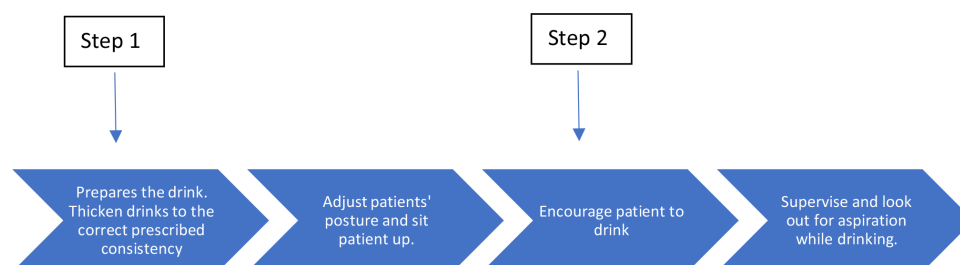 Step 1
Step 2
Prepares the drink.
Thicken drinks to the
correct prescribed
consistency
Adjust patients'
posture and sit
patient up.
Encourage patient to
drink
Supervise and look
out for aspiration
while drinking.